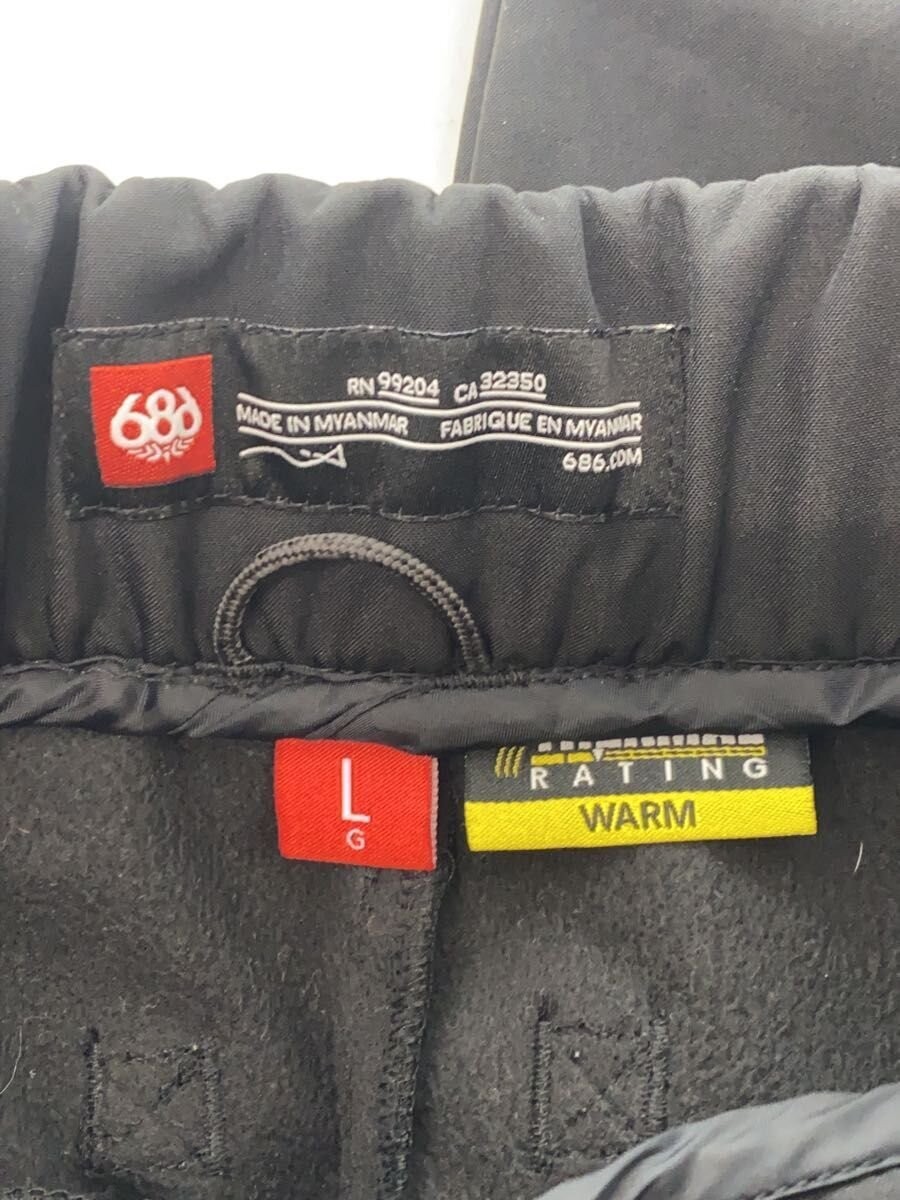 686
RN 99204 CA 32350
MADE IN MYANMAR FABRIQUE EN MYANMAR
686.COM
L
G
RATING
WARM